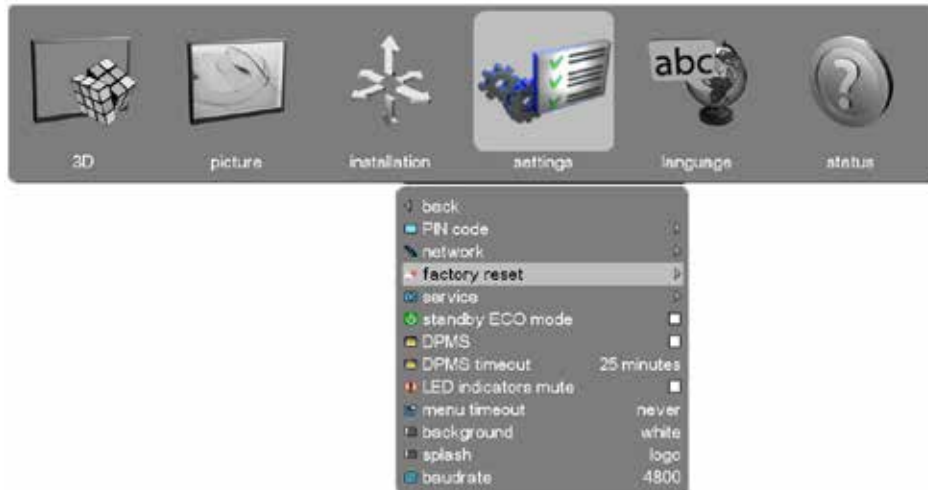 abc
3D picture installation settings language status
back
PIN code
network
factory reset
service
standby ECO mode
DPMS
DPMS timeout 25 minutes
LED indicators mute
menu timeout never
background white
splash logo
baudrate 4800